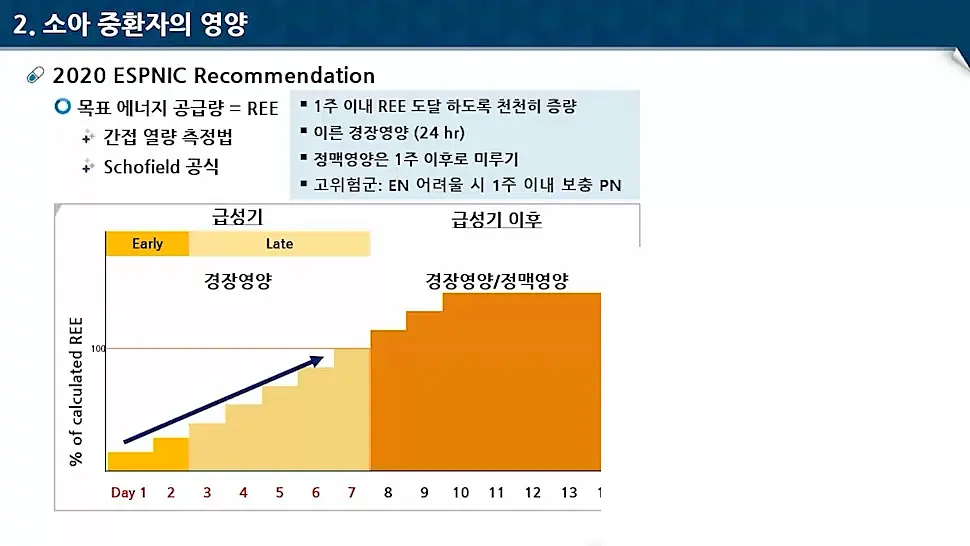 2. 소아 중환자의 영양
2020 ESPNIC Recommendation
목표 에너지 공급량 = REE
간접 열량 측정법
Schofield 공식
1주 이내 REE 도달 하도록 천천히 증량
이른 경장영양 (24 hr)
정맥영양은 1주 이후로 미루기
고위험군: EN 어려울 시 1주 이내 보충 PN
급성기
급성기 이후
Early Late
경장영양
경장영양/정맥영양
% of calculated REE
100
Day 1 2 3 4 5 6 7 8 9 10 11 12 13